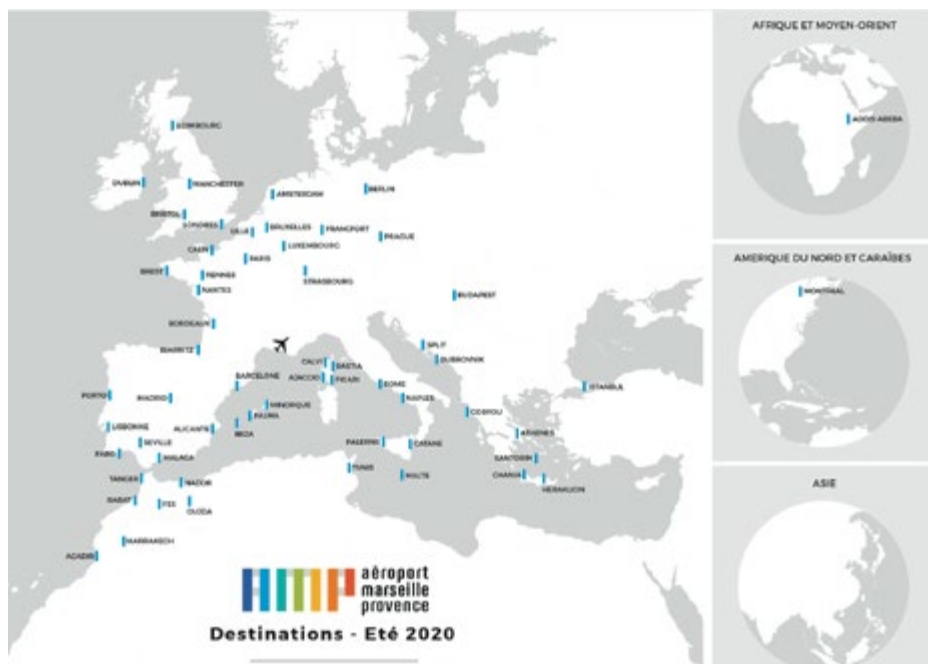 EDIMBOURG
DUBLIN
MANCHESTER
BRISTOL
LONDRES
AMSTERDAM
BERLIN
LILLE
BRUXELLES
FRANCFORT
PRAGUE
LUXEMBOURG
CAEN
PARIS
BREST
RENNES
STRASBOURG
NANTES
BUDAPEST
BORDEAUX
BIARRITZ
SPLIT
DUBROVNIK
CALVI
BASTIA
AJACCIO
FIGARI
BARCELONE
ROME
ISTANBUL
PORTO
MADRID
NAPLES
MINORQUE
CORFOU
PALMA
IBIZA
LISBONNE
ALICANTE
ATHENES
SEVILLE
PALERME
CATANE
FARO
MALAGA
SANTORIN
TUNIS
MALTE
CHANIA
HERAKLION
TANGER
NADOR
RABAT
FES
OUJDA
MARRAKECH
AGADIR
aéroport
marseille
provence
Destinations - Eté 2020
AFRIQUE ET MOYEN-ORIENT
ADDIS ABEBA
AMERIQUE DU NORD ET CARAÏBES
MONTREAL
ASIE